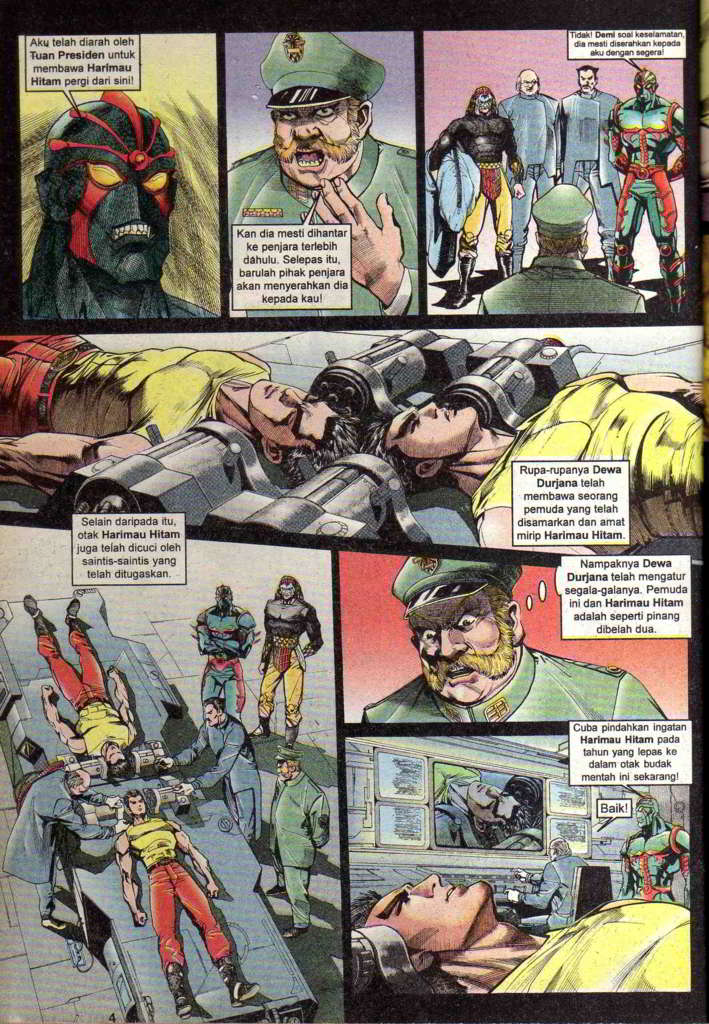 Aku telah diarah oleh
Tuan Presiden untuk
membawa Harimau
Hitam pergi dari sini!
Kan dia mesti dihantar
ke penjara terlebih
dahulu. Selepas itu,
barulah pihak penjara
akan menyerahkan dia
kepada kau!
Tidak! Demi soal keselamatan,
dia mesti diserahkan kepada
aku dengan segera!
Rupa-rupanya Dewa
Durjana telah
membawa seorang
pemuda yang telah
disamarkan dan amat
mirip Harimau Hitam.
Selain daripada itu,
otak Harimau Hitam
juga telah dicuci oleh
saintis-saintis yang
telah ditugaskan.
Nampaknya Dewa
Durjana telah mengatur
segala-galanya. Pemuda
ini dan Harimau Hitam
adalah seperti pinang
dibelah dua.
Cuba pindahkan ingatan
Harimau Hitam pada
tahun yang lepas ke
otak budak
mentah ini sekarang!
Baik!
4